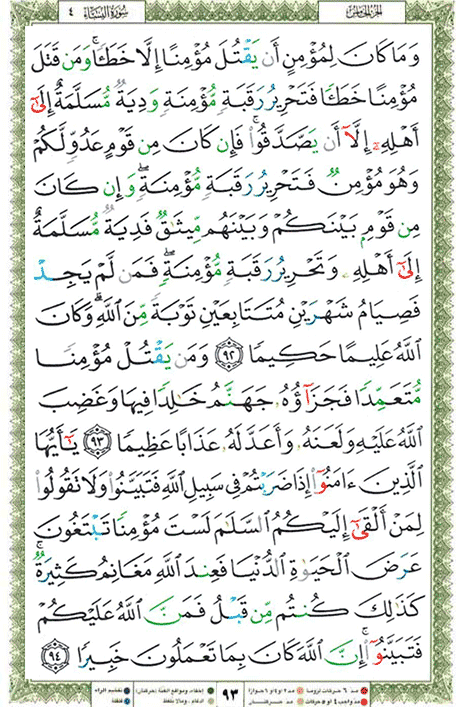 الجزء الخامس سورة النساء ٤
وَمَا كَانَ لِمُؤْمِنٍ أَن يَقْتُلَ مُؤْمِنًا إِلَّا خَطَـًٔا ۚ وَمَن قَتَلَ
مُؤْمِنًا خَطَـًٔا فَتَحْرِيرُ رَقَبَةٍ مُّؤْمِنَةٍ وَدِيَةٌ مُّسَلَّمَةٌ إِلَىٰٓ
أَهْلِهِۦٓ إِلَّآ أَن يَصَّدَّقُوا۟ ۚ فَإِن كَانَ مِن قَوْمٍ عَدُوٍّ لَّكُمْ
وَهُوَ مُؤْمِنٌ فَتَحْرِيرُ رَقَبَةٍ مُّؤْمِنَةٍ ۖ وَإِن كَانَ
مِن قَوْمٍۭ بَيْنَكُمْ وَبَيْنَهُم مِّيثَـٰقٌ فَدِيَةٌ مُّسَلَّمَةٌ
إِلَىٰٓ أَهْلِهِۦ وَتَحْرِيرُ رَقَبَةٍ مُّؤْمِنَةٍ ۖ فَمَن لَّمْ يَجِدْ
فَصِيَامُ شَهْرَيْنِ مُتَتَابِعَيْنِ تَوْبَةً مِّنَ ٱللَّهِ ۗ وَكَانَ
ٱللَّهُ عَلِيمًا حَكِيمًا ٩٢ وَمَن يَقْتُلْ مُؤْمِنًا
مُّتَعَمِّدًا فَجَزَآؤُهُۥ جَهَنَّمُ خَـٰلِدًا فِيهَا وَغَضِبَ
ٱللَّهُ عَلَيْهِ وَلَعَنَهُۥ وَأَعَدَّ لَهُۥ عَذَابًا عَظِيمًا ٩٣ يَـٰٓأَيُّهَا
ٱلَّذِينَ ءَامَنُوٓا۟ إِذَا ضَرَبْتُمْ فِى سَبِيلِ ٱللَّهِ فَتَبَيَّنُوا۟ وَلَا تَقُولُوا۟
لِمَنْ أَلْقَىٰٓ إِلَيْكُمُ ٱلسَّلَـٰمَ لَسْتَ مُؤْمِنًا تَبْتَغُونَ
عَرَضَ ٱلْحَيَوٰةِ ٱلدُّنْيَا فَعِندَ ٱللَّهِ مَغَانِمُ كَثِيرَةٌ ۚ
كَذَٰلِكَ كُنتُم مِّن قَبْلُ فَمَنَّ ٱللَّهُ عَلَيْكُمْ
فَتَبَيَّنُوٓا۟ ۚ إِنَّ ٱللَّهَ كَانَ بِمَا تَعْمَلُونَ خَبِيرًا ٩٤
٩٣